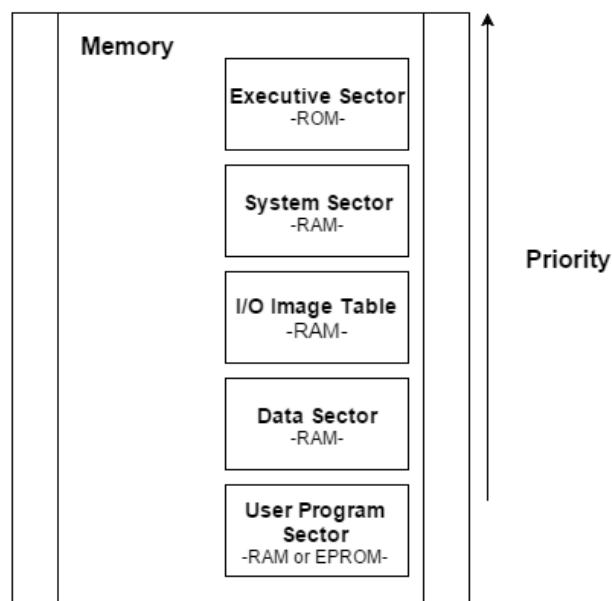 Memory
Executive Sector
-ROM-
System Sector
-RAM-
I/O Image Table
-RAM-
Data Sector
-RAM-
User Program
Sector
-RAM or EPROM-
Priority